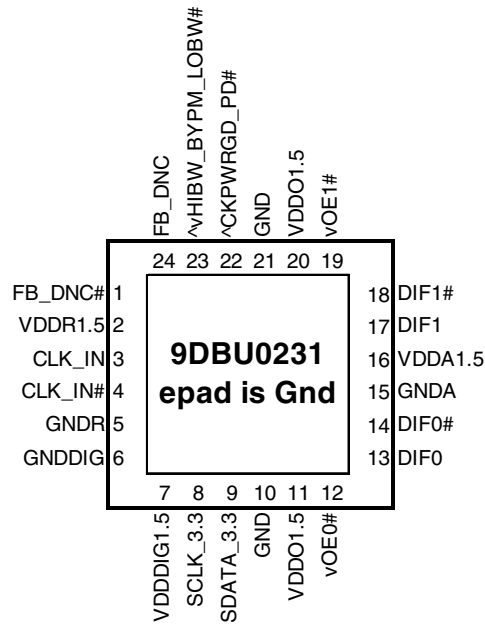 FB_DNC
^vHIBW_BYPM_LOBW#
^CKPWRGD_PD#
GND
VDDO1.5
vOE1#
24 23 22 21 20 19
FB_DNC# 1
VDDR1.5 2
CLK_IN 3
CLK_IN# 4
GNDR 5
GNDDIG 6
9DBU0231
epad is Gnd
18 DIF1#
17 DIF1
16 VDDA1.5
15 GNDA
14 DIF0#
13 DIF0
7 8 9 10 11 12
VDDDIG1.5
SCLK_3.3
SDATA_3.3
GND
VDDO1.5
vOE0#